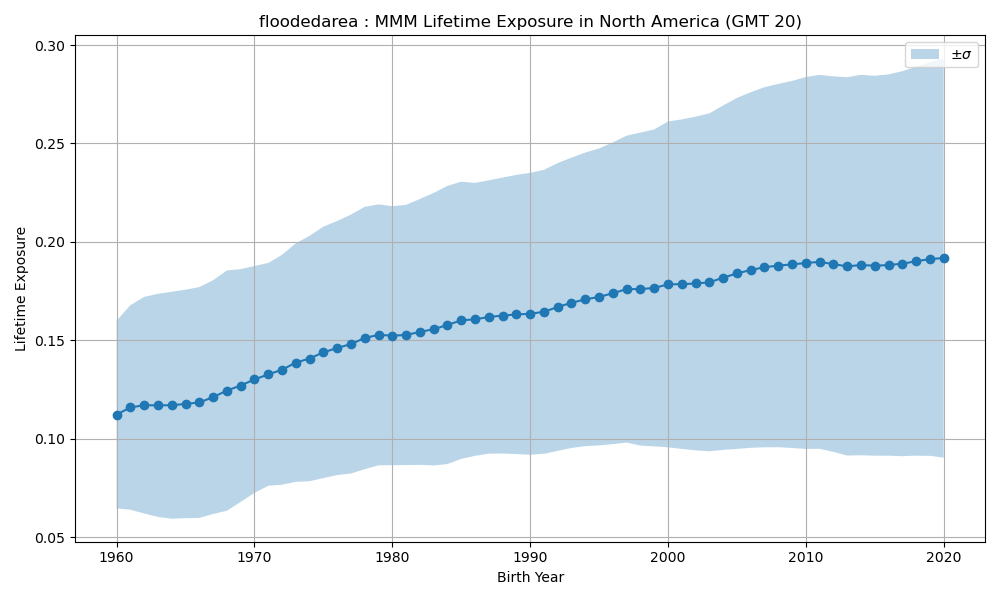 floodedarea : MMM Lifetime Exposure in North America (GMT 20)
±σ
0.30
0.25
0.20
0.15
0.10
0.05
Lifetime Exposure
1960 1970 1980 1990 2000 2010 2020
Birth Year